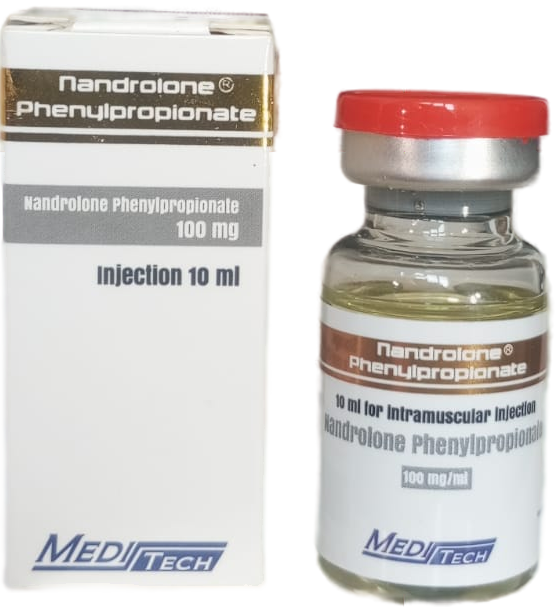 Nandrolone®
Phenylpropionate
Nandrolone Phenylpropionate
100 mg
Injection 10 ml
MEDITECH
Nandrolone®
Phenylpropionate
10 ml for intramuscular injection
Nandrolone
100 mg/ml
MEDITECH